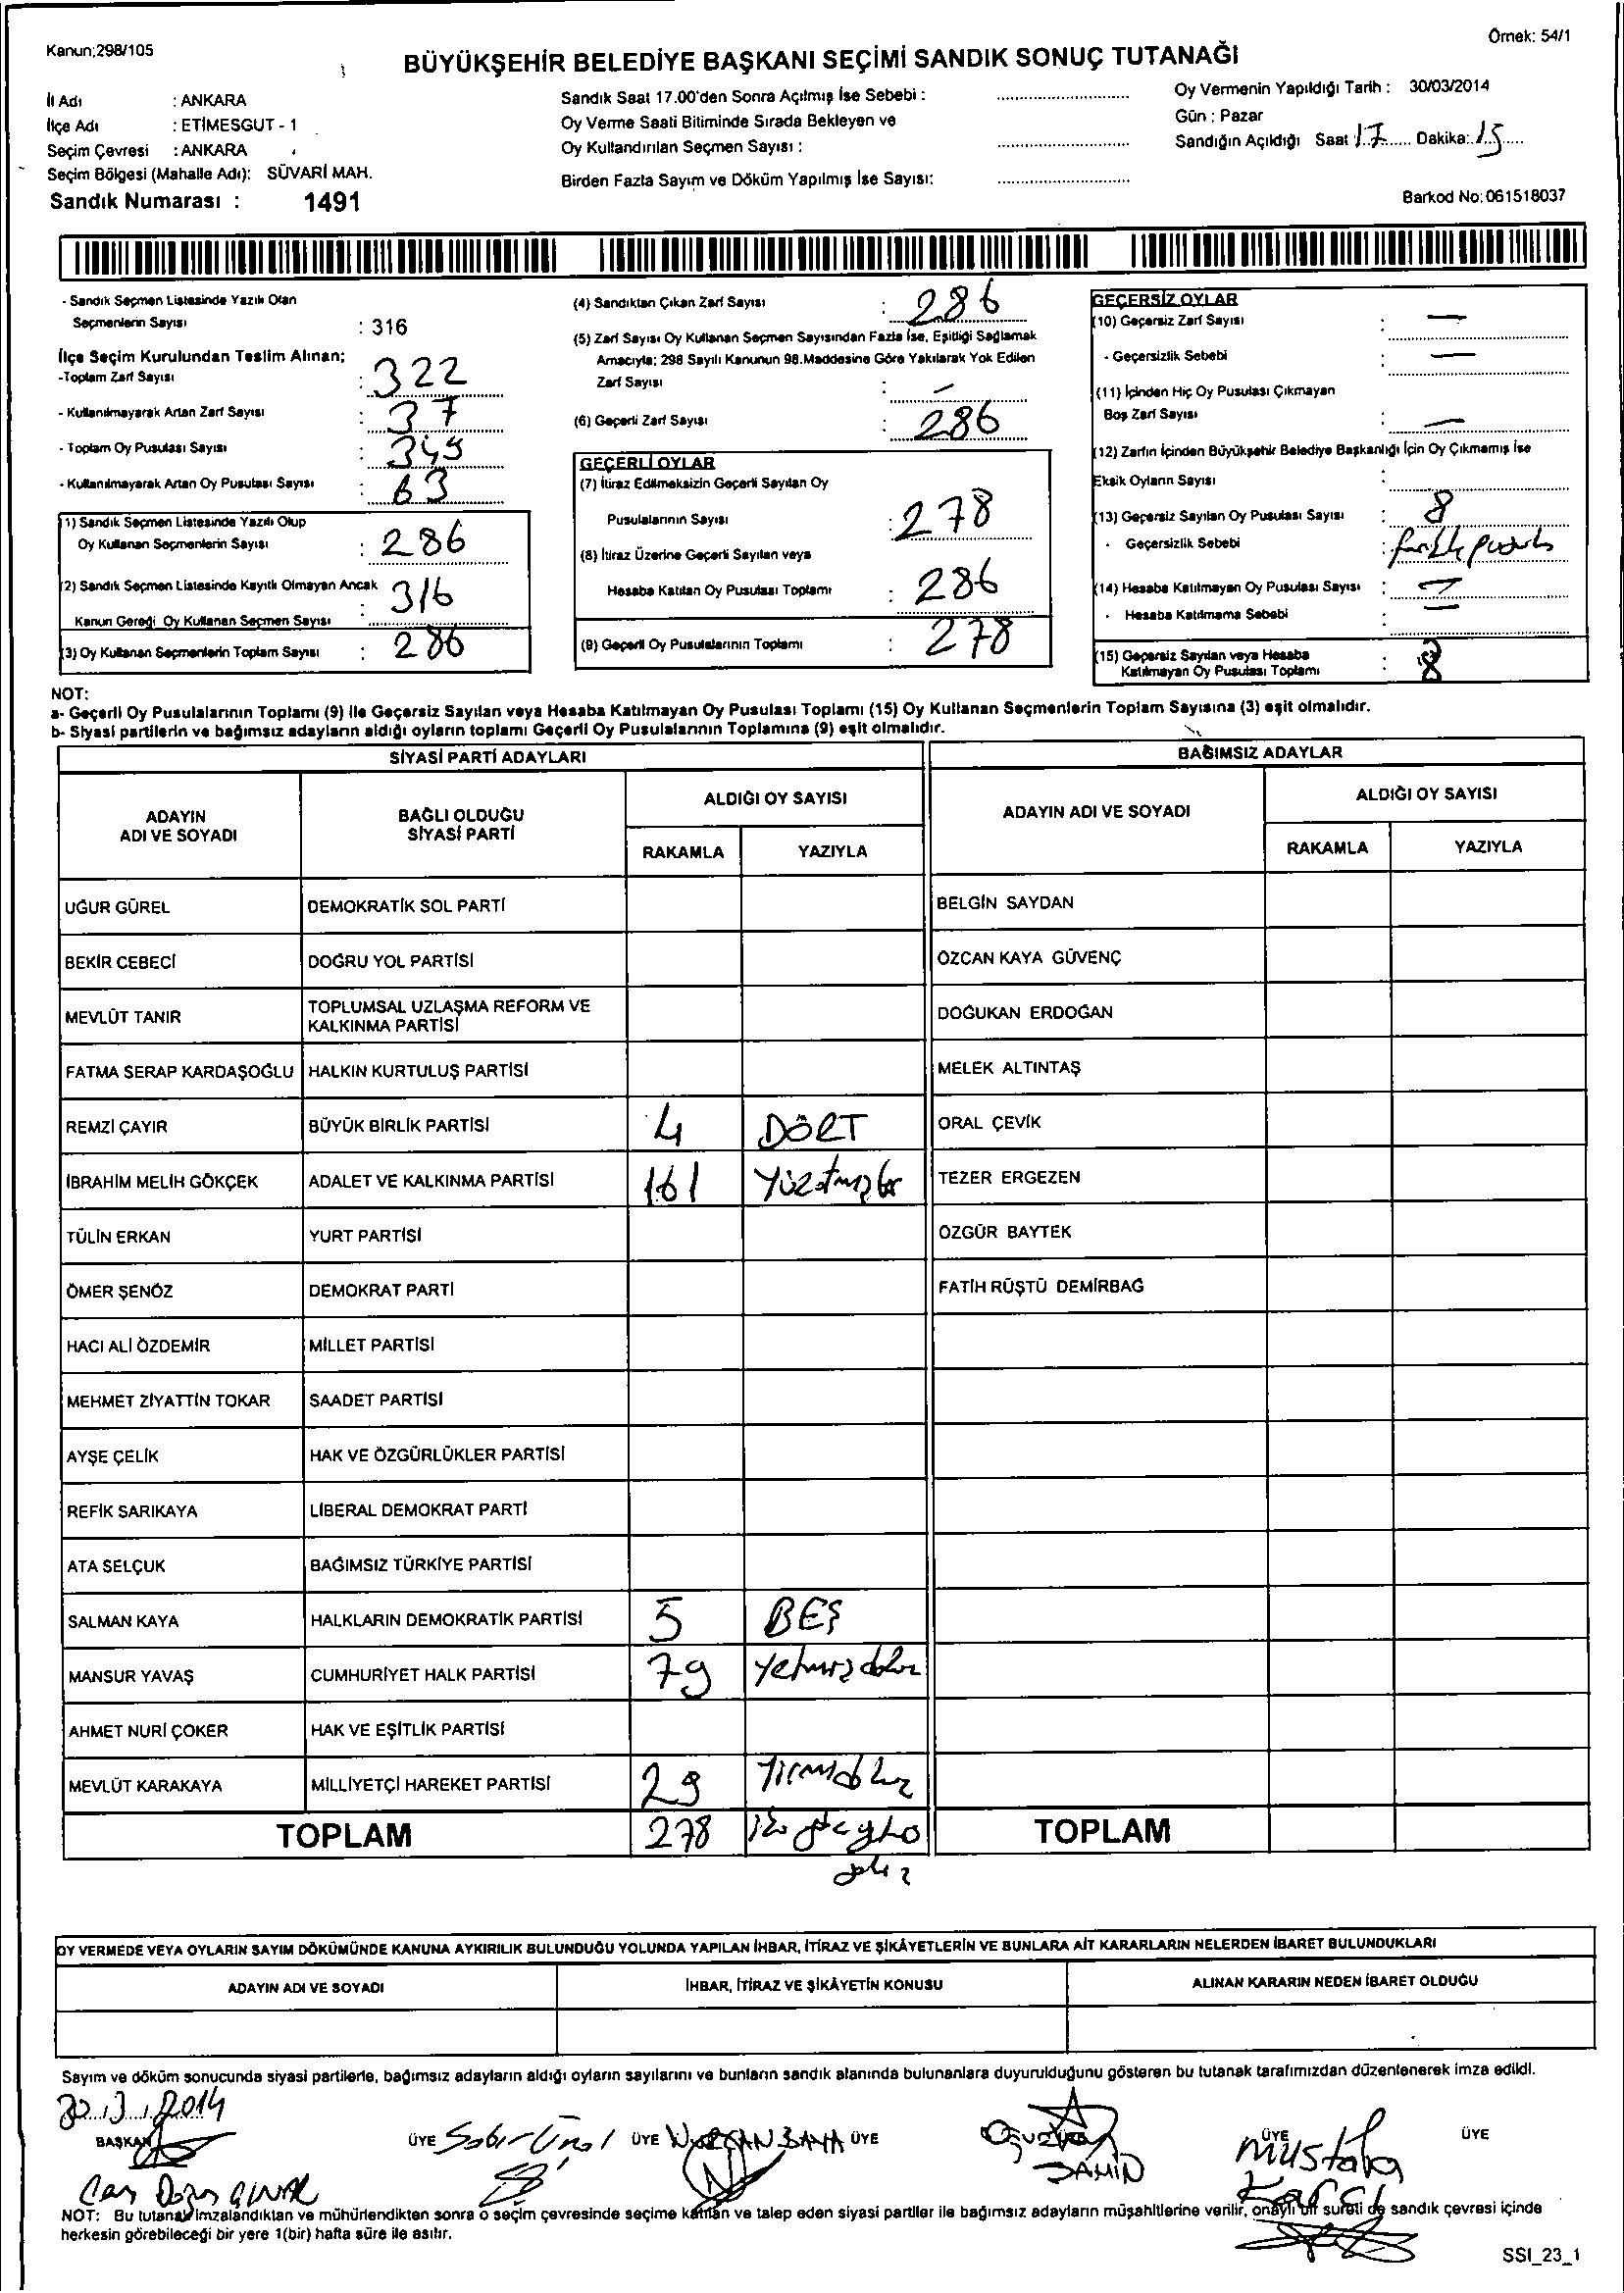 Kanun;298/105
Örnek: 54/1
BÜYÜKŞEHİR BELEDİYE BAŞKANI SEÇİMİ SANDIK SONUÇ TUTANAĞI
İl Adı : ANKARA
İlçe Adı : ETİMESGUT - 1
Seçim Çevresi : ANKARA
Seçim Bölgesi (Mahalle Adı): SÜVARİ MAH.
Sandık Numarası : 1491
Sandık Saat 17.00'den Sonra Açılmış İse Sebebi :
Oy Verme Saati Bitiminde Sırada Bekleyen ve
Oy Kullandırılan Seçmen Sayısı :
Birden Fazla Sayım ve Döküm Yapılmış İse Sayısı:
Oy Vermenin Yapıldığı Tarih : 30/03/2014
Gün : Pazar
Sandığın Açıldığı Saat : 17 Dakika: 15
Barkod No: 061518037
- Sandık Seçmen Listesinde Yazılı Olan
Seçmenlerin Sayısı : 316
İlçe Seçim Kurulundan Teslim Alınan;
-Toplam Zarf Sayısı : 322
- Kullanılmayarak Artan Zarf Sayısı : 37
- Toplam Oy Pusulası Sayısı : 349
- Kullanılmayarak Artan Oy Pusulası Sayısı : 63
1) Sandık Seçmen Listesinde Yazılı Olup
Oy Kullanan Seçmenlerin Sayısı : 286
2) Sandık Seçmen Listesinde Kayıtlı Olmayan Ancak
Kanun Gereği Oy Kullanan Seçmen Sayısı : 316
(3) Oy Kullanan Seçmenlerin Toplam Sayısı : 286
(4) Sandıktan Çıkan Zarf Sayısı : 286
(5) Zarf Sayısı Oy Kullanan Seçmen Sayısından Fazla İse, Eşitliği Sağlamak
Amacıyla; 298 Sayılı Kanunun 98.Maddesine Göre Yakılarak Yok Edilen
Zarf Sayısı : -
(6) Geçerli Zarf Sayısı : 286
GEÇERLİ OYLAR
(7) İtiraz Edilmeksizin Geçerli Sayılan Oy
Pusulalarının Sayısı : 278
(8) İtiraz Üzerine Geçerli Sayılan veya
Hesaba Katılan Oy Pusulası Toplamı : 286
(9) Geçerli Oy Pusulalarının Toplamı : 278
GEÇERSİZ OYLAR
(10) Geçersiz Zarf Sayısı : —
- Geçersizlik Sebebi : —
(11) İçinden Hiç Oy Pusulası Çıkmayan
Boş Zarf Sayısı : —
(12) Zarfın İçinden Büyükşehir Belediye Başkanlığı İçin Oy Çıkmamış İse
Eksik Oyların Sayısı :
(13) Geçersiz Sayılan Oy Pusulası Sayısı : 8
- Geçersizlik Sebebi :
(14) Hesaba Katılmayan Oy Pusulası Sayısı : —
- Hesaba Katılmama Sebebi : —
(15) Geçersiz Sayılan veya Hesaba
Katılmayan Oy Pusulası Toplamı : 8
NOT:
a- Geçerli Oy Pusulalarının Toplamı (9) ile Geçersiz Sayılan veya Hesaba Katılmayan Oy Pusulası Toplamı (15) Oy Kullanan Seçmenlerin Toplam Sayısına (3) eşit olmalıdır.
b- Siyasi partilerin ve bağımsız adayların aldığı oyların toplamı Geçerli Oy Pusulalarının Toplamına (9) eşit olmalıdır.
SİYASİ PARTİ ADAYLARI
BAĞIMSIZ ADAYLAR
ADAYIN ADI VE SOYADI
BAĞLI OLDUĞU SİYASİ PARTİ
ALDIĞI OY SAYISI
RAKAMLA YAZIYLA
ADAYIN ADI VE SOYADI
ALDIĞI OY SAYISI
RAKAMLA YAZIYLA
UĞUR GÜREL DEMOKRATİK SOL PARTİ BELGİN SAYDAN
BEKİR CEBECİ DOĞRU YOL PARTİSİ ÖZCAN KAYA GÜVENÇ
MEVLÜT TANIR TOPLUMSAL UZLAŞMA REFORM VE KALKINMA PARTİSİ DOĞUKAN ERDOĞAN
FATMA SERAP KARDAŞOĞLU HALKIN KURTULUŞ PARTİSİ MELEK ALTINTAŞ
REMZİ ÇAYIR BÜYÜK BİRLİK PARTİSİ 4 DÖRT ORAL ÇEVİK
İBRAHİM MELİH GÖKÇEK ADALET VE KALKINMA PARTİSİ 161 Yüzatmışbir TEZER ERGEZEN
TÜLİN ERKAN YURT PARTİSİ ÖZGÜR BAYTEK
ÖMER ŞENÖZ DEMOKRAT PARTİ FATİH RÜŞTÜ DEMİRBAĞ
HACI ALİ ÖZDEMİR MİLLET PARTİSİ
MEHMET ZİYATTİN TOKAR SAADET PARTİSİ
AYŞE ÇELİK HAK VE ÖZGÜRLÜKLER PARTİSİ
REFİK SARIKAYA LİBERAL DEMOKRAT PARTİ
ATA SELÇUK BAĞIMSIZ TÜRKİYE PARTİSİ
SALMAN KAYA HALKLARIN DEMOKRATİK PARTİSİ 5 BEŞ
MANSUR YAVAŞ CUMHURİYET HALK PARTİSİ 79 Yetmişdokuz
AHMET NURİ ÇOKER HAK VE EŞİTLİK PARTİSİ
MEVLÜT KARAKAYA MİLLİYETÇİ HAREKET PARTİSİ 29 Yirmidokuz
TOPLAM 278 TOPLAM
OY VERMEDE VEYA OYLARIN SAYIM DÖKÜMÜNDE KANUNA AYKIRILIK BULUNDUĞU YOLUNDA YAPILAN İHBAR, İTİRAZ VE ŞİKÂYETLERİN VE BUNLARA AİT KARARLARIN NELERDEN İBARET BULUNDUKLARI
ADAYIN ADI VE SOYADI İHBAR, İTİRAZ VE ŞİKÂYETİN KONUSU ALINAN KARARIN NEDEN İBARET OLDUĞU
Sayım ve döküm sonucunda siyasi partilerle, bağımsız adayların aldığı oyların sayılarını ve bunların sandık alanında bulunanlara duyurulduğunu gösteren bu tutanak tarafımızdan düzenlenerek imza edildi.
30.3.2014
BAŞKAN ÜYE Sabir Ünal ÜYE ÜYE ÜYE ÜYE
ŞAHİN Mustafa
NOT: Bu tutanak imzalandıktan ve mühürlendikten sonra o seçim çevresinde seçime katılan ve talep eden siyasi partiler ile bağımsız adayların müşahitlerine verilir, onaylı bir sureti de sandık çevresi içinde
herkesin görebileceği bir yere 1(bir) hafta süre ile asılır.
SSI_23_1